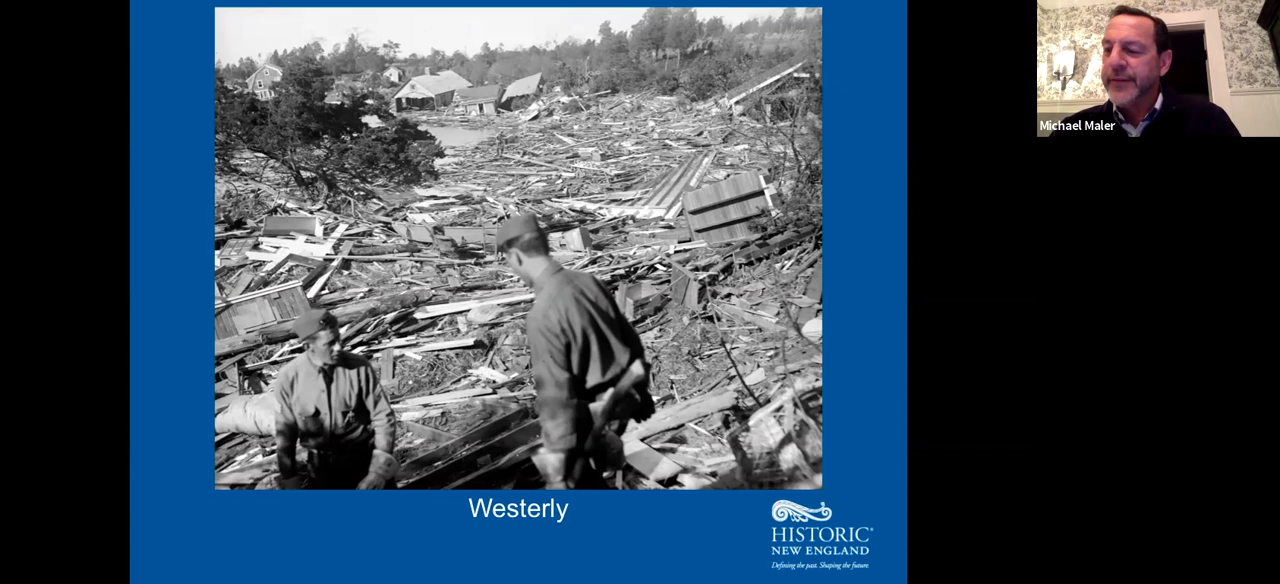 Michael Maler
Westerly
HISTORIC®
NEW ENGLAND
Defining the past. Shaping the future.